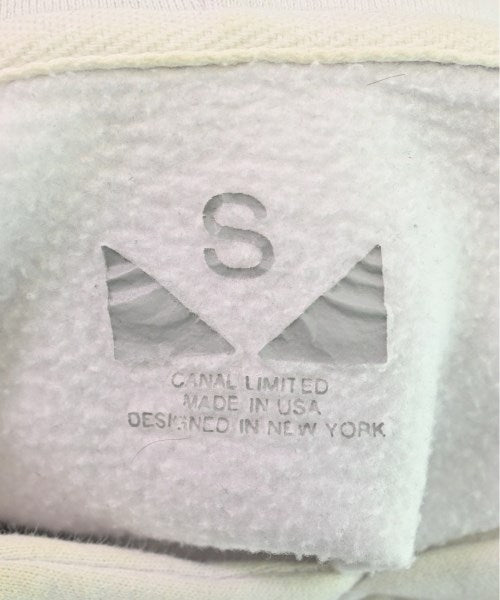 S
CANAL LIMITED
MADE IN USA
DESIGNED IN NEW YORK